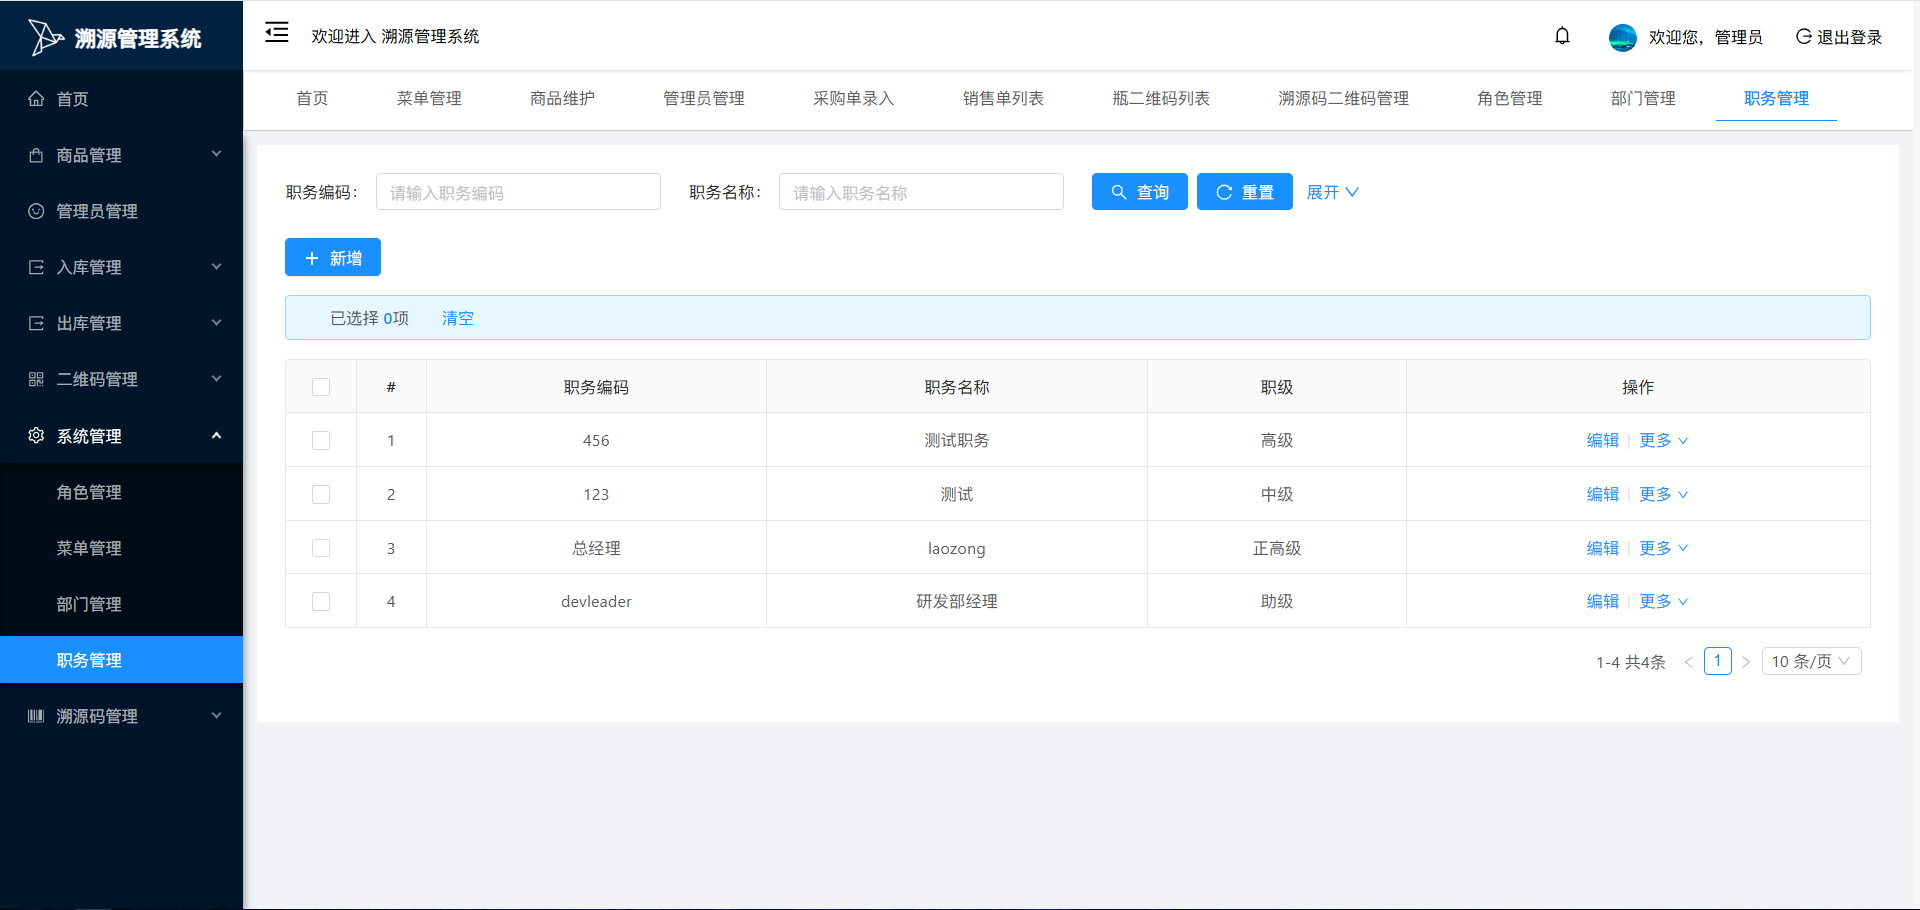 溯源管理系统
欢迎进入 溯源管理系统
欢迎您，管理员
退出登录
首页 菜单管理 商品维护 管理员管理 采购单录入 销售单列表 瓶二维码列表 溯源码二维码管理 角色管理 部门管理 职务管理
首页
商品管理
管理员管理
入库管理
出库管理
二维码管理
系统管理
角色管理
菜单管理
部门管理
职务管理
溯源码管理
职务编码： 请输入职务编码 职务名称： 请输入职务名称 查询 重置 展开
新增
已选择 0项 清空
# 职务编码 职务名称 职级 操作
1 456 测试职务 高级 编辑 更多
2 123 测试 中级 编辑 更多
3 总经理 laozong 正高级 编辑 更多
4 devleader 研发部经理 助级 编辑 更多
1-4 共4条 < 1 > 10 条/页